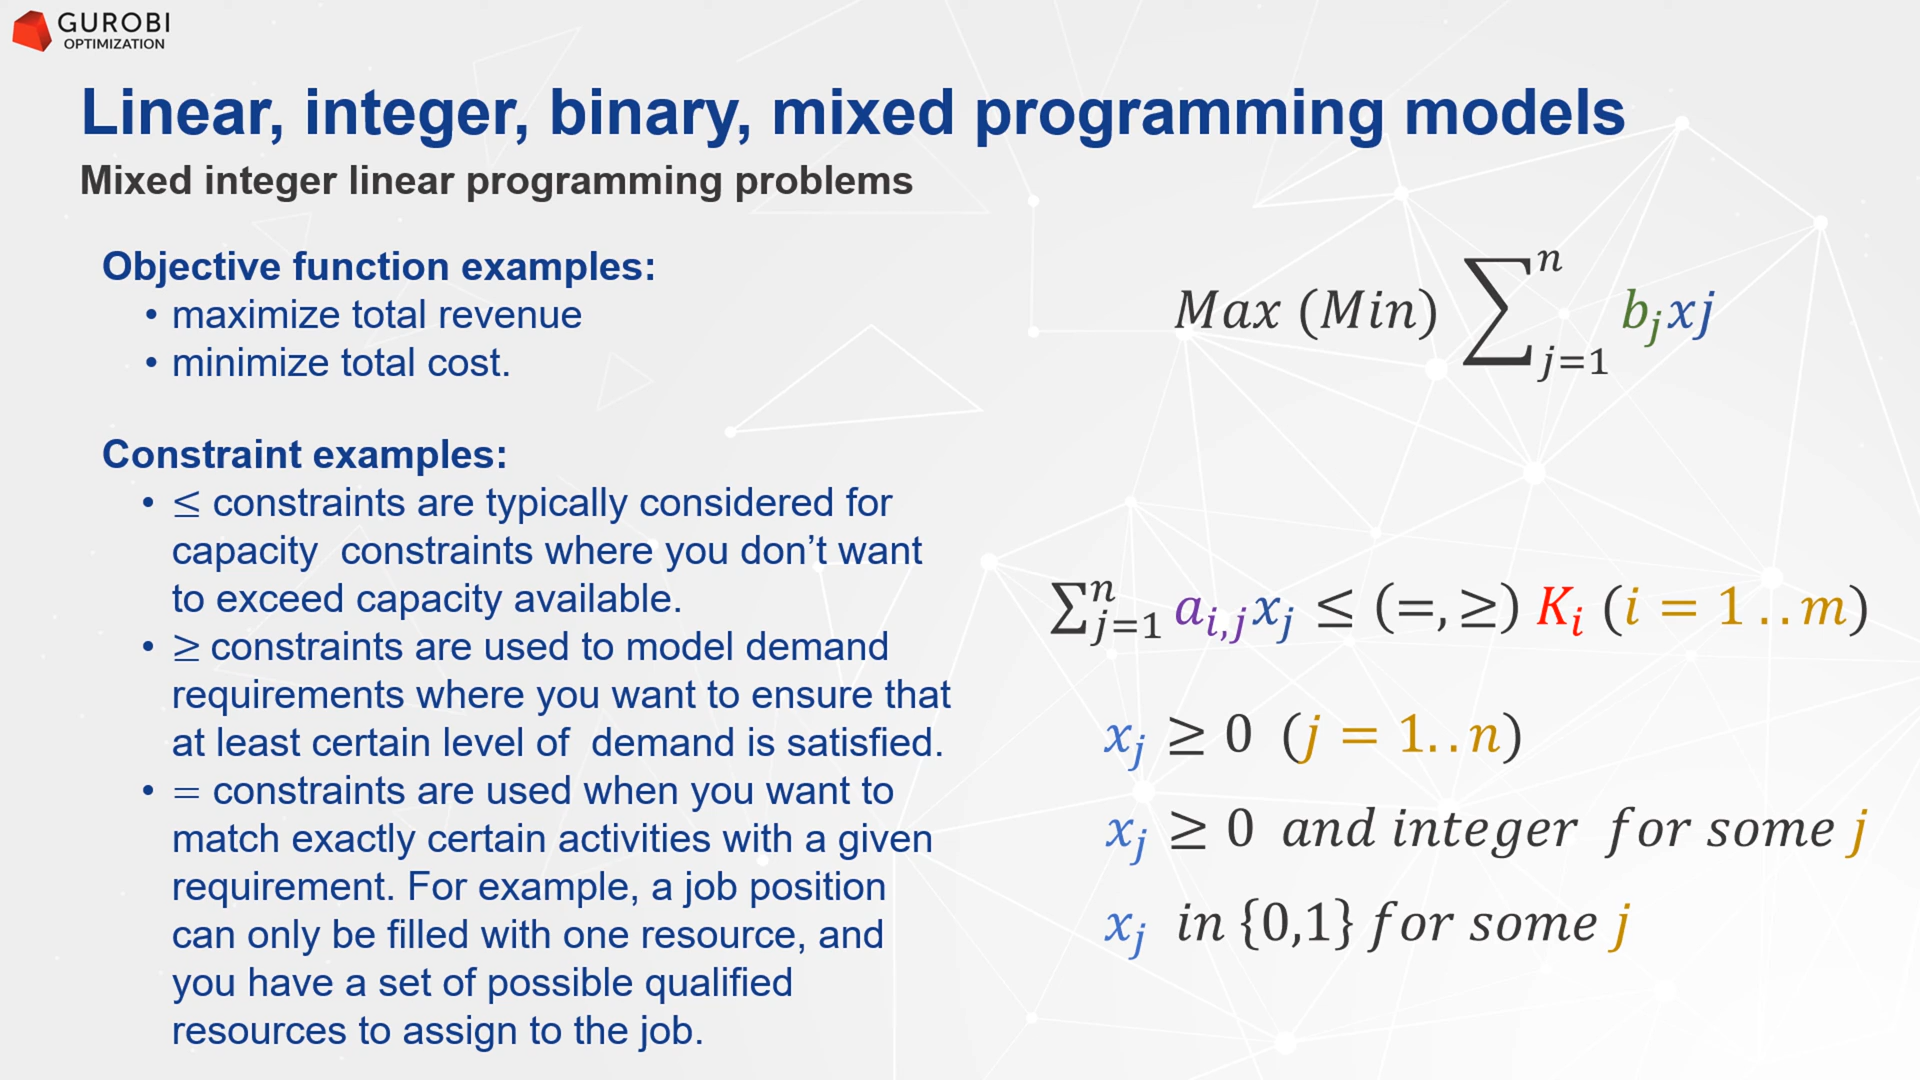 GUROBI
OPTIMIZATION
Linear, integer, binary, mixed programming models
Mixed integer linear programming problems
Objective function examples:
• maximize total revenue
• minimize total cost.
Constraint examples:
• ≤ constraints are typically considered for
capacity constraints where you don’t want
to exceed capacity available.
• ≥ constraints are used to model demand
requirements where you want to ensure that
at least certain level of demand is satisfied.
• = constraints are used when you want to
match exactly certain activities with a given
requirement. For example, a job position
can only be filled with one resource, and
you have a set of possible qualified
resources to assign to the job.
Max (Min) ∑_{j=1}^{n} b_j xj
∑_{j=1}^{n} a_{i,j} x_j ≤ (=, ≥) K_i (i = 1 . . m)
x_j ≥ 0 (j = 1. . n)
x_j ≥ 0 and integer for some j
x_j in {0,1} for some j